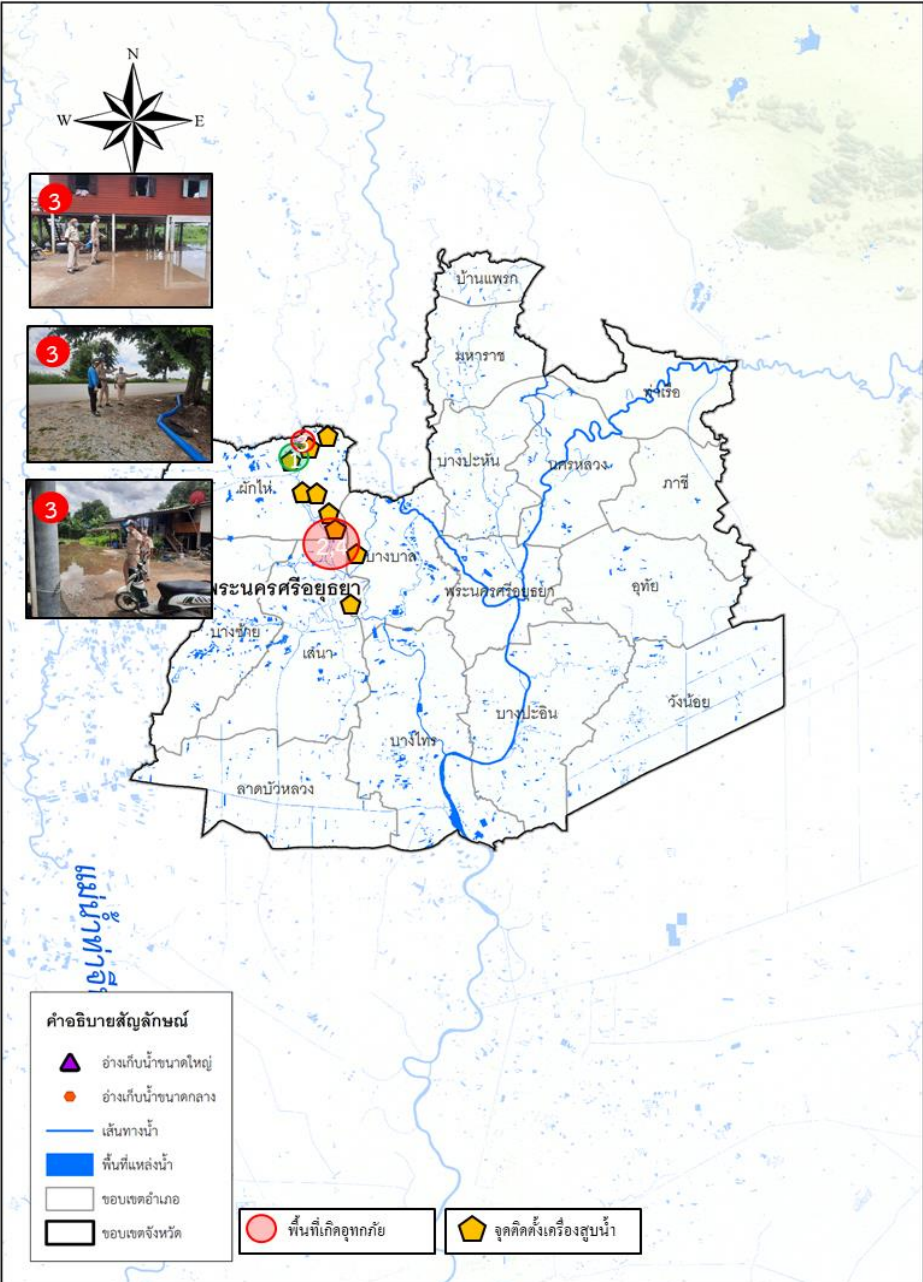 N
W
E
3
3
3
บ้านแพรก
มหาราช
ท่าเรือ
บางปะหัน
นครหลวง
ภาชี
ผักไห่
2,4
บางบาล
พระนครศรีอยุธยา
พระนครศรีอยุธยา
อุทัย
บางซ้าย
เสนา
วังน้อย
บางปะอิน
บางไทร
ลาดบัวหลวง
คำอธิบายสัญลักษณ์
อ่างเก็บน้ำขนาดใหญ่
อ่างเก็บน้ำขนาดกลาง
เส้นทางน้ำ
พื้นที่แหล่งน้ำ
ขอบเขตอำเภอ
ขอบเขตจังหวัด
พื้นที่เกิดอุทกภัย
จุดติดตั้งเครื่องสูบน้ำ